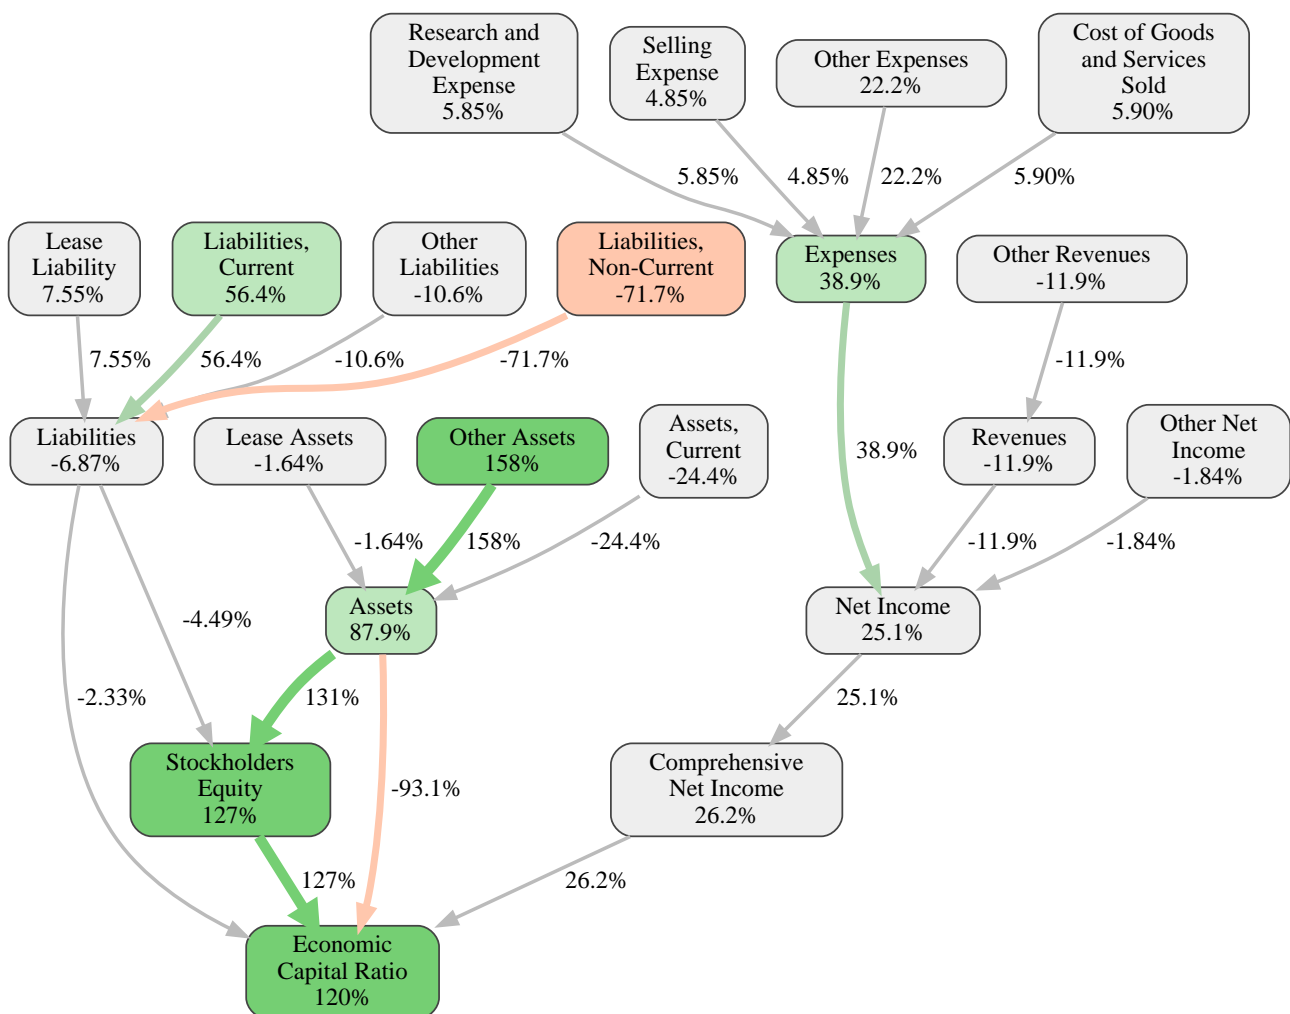 Research and
Development
Expense
5.85%
Selling
Expense
4.85%
Other Expenses
22.2%
Cost of Goods
and Services
Sold
5.90%
5.85%
4.85%
22.2%
5.90%
Lease
Liability
7.55%
Liabilities,
Current
56.4%
Other
Liabilities
-10.6%
Liabilities,
Non-Current
-71.7%
Expenses
38.9%
Other Revenues
-11.9%
7.55%
56.4%
-10.6%
-71.7%
-11.9%
Liabilities
-6.87%
Lease Assets
-1.64%
Other Assets
158%
Assets,
Current
-24.4%
38.9%
Revenues
-11.9%
Other Net
Income
-1.84%
-1.64%
158%
-24.4%
-11.9%
-1.84%
Assets
87.9%
Net Income
25.1%
-4.49%
-2.33%
131%
25.1%
Stockholders
Equity
127%
-93.1%
Comprehensive
Net Income
26.2%
127%
26.2%
Economic
Capital Ratio
120%